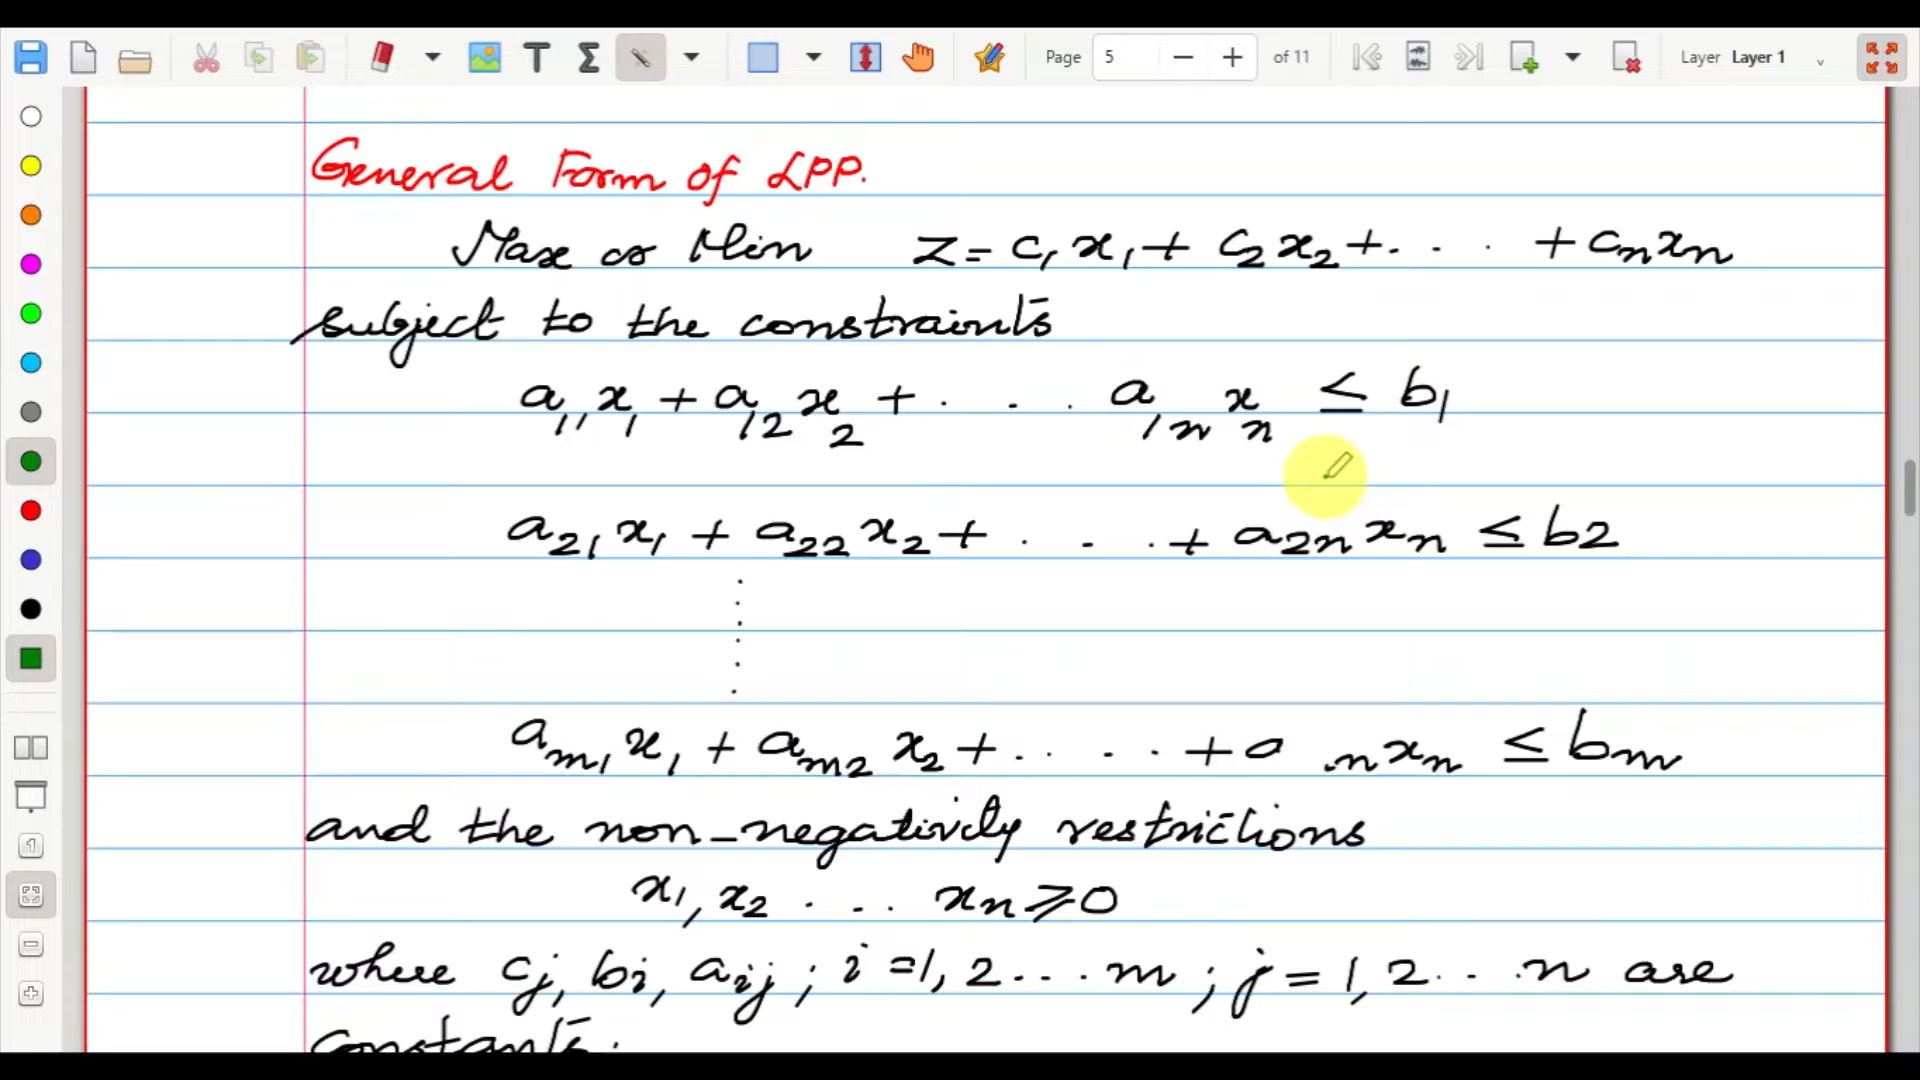 Page 5 of 11 Layer Layer 1
General Form of LPP.
Max or Min Z = c₁x₁ + c₂x₂ + . . . + cₙxₙ
subject to the constraints
a₁₁x₁ + a₁₂x₂ + . . . a₁ₙxₙ ≤ b₁
a₂₁x₁ + a₂₂x₂ + . . . + a₂ₙxₙ ≤ b2
aₘ₁x₁ + aₘ₂x₂ + . . . . + a ₙxₙ ≤ bₘ
and the non-negativity restrictions
x₁, x₂ . . . xₙ ≥ 0
where cⱼ, bᵢ, aᵢⱼ ; i = 1, 2 . . . m ; j = 1, 2 . . . n are
constants.